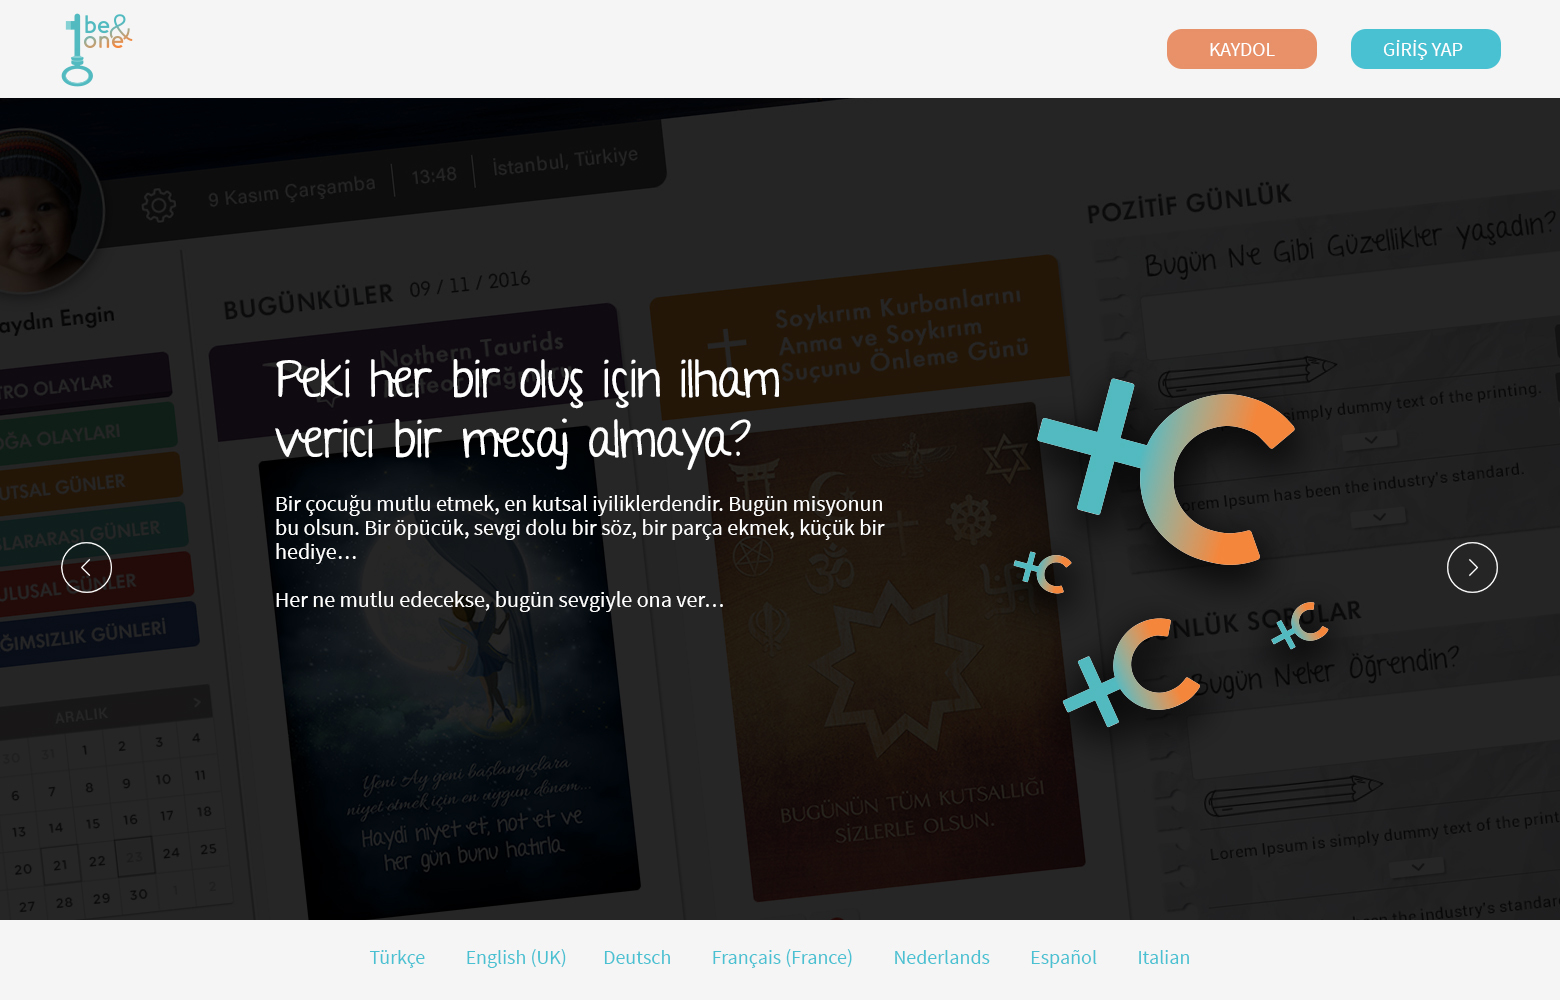 be&
one
KAYDOL
GİRİŞ YAP
9 Kasım Çarşamba
13:48
İstanbul, Türkiye
aydın Engin
TRO OLAYLAR
OĞA OLAYLARI
UTSAL GÜNLER
SLARARASI GÜNLER
ULUSAL GÜNLER
ĞIMSIZLIK GÜNLERİ
ARALIK
30 31 1 2 3 4
6 7 8 9 10 11
13 14 15 16 17 18
20 21 22 23 24 25
27 28 29 30 1 2
BUGÜNKÜLER 09 / 11 / 2016
Nothern Taurids
Soykırım Kurbanlarını
Anma ve Soykırım
Suçunu Önleme Günü
Peki her bir oluş için ilham
verici bir mesaj almaya?
Bir çocuğu mutlu etmek, en kutsal iyiliklerdendir. Bugün misyonun
bu olsun. Bir öpücük, sevgi dolu bir söz, bir parça ekmek, küçük bir
hediye...
Her ne mutlu edecekse, bugün sevgiyle ona ver...
Yeni Ay yeni başlangıçlara
niyet etmek için en uygun dönem...
Haydi niyet et, not et ve
her gün bunu hatırla.
BUGÜNÜN TÜM KUTSALLIĞI
SİZLERLE OLSUN.
POZİTİF GÜNLÜK
Bugün Ne Gibi Güzellikler yaşadın?
simply dummy text of the printing.
orem Ipsum has been the industry's standard.
+C
+C
+C
+C
NLÜK SORULAR
Bugün Neler Öğrendin?
Lorem Ipsum is simply dummy text of the print
been the industry's standard
Türkçe English (UK) Deutsch Français (France) Nederlands Español Italian